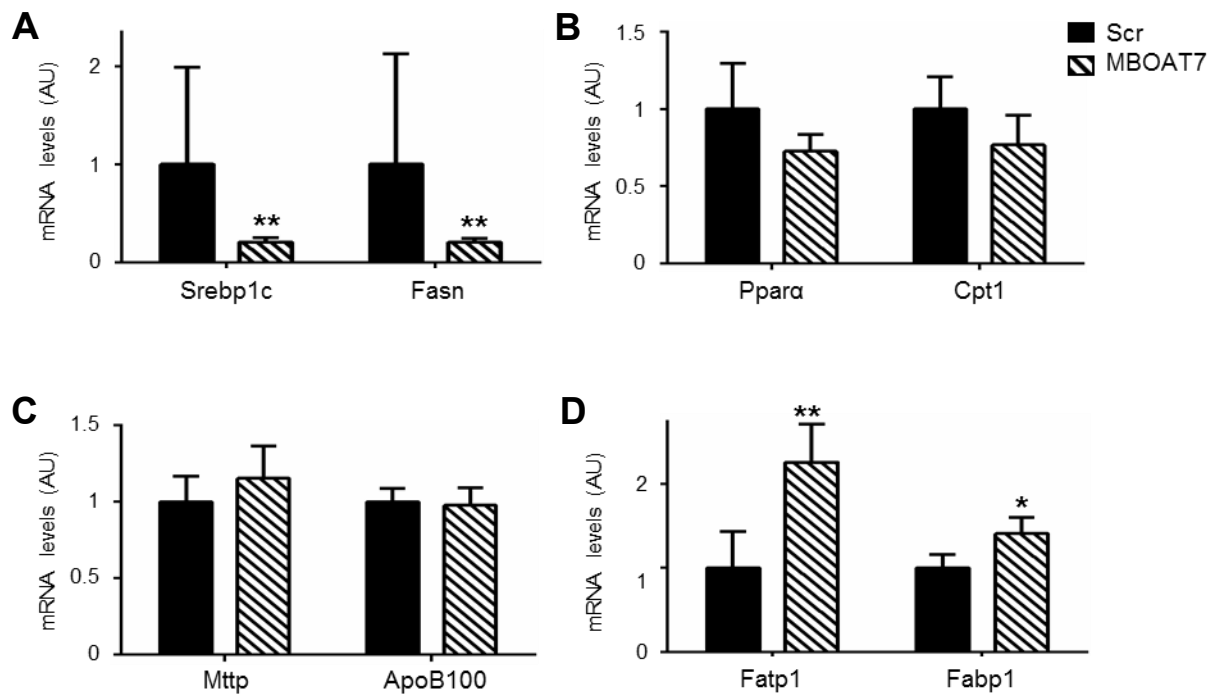 A
mRNA levels (AU)
2
1
0
**
**
Srebp1c
Fasn
B
mRNA levels (AU)
1.5
1
0.5
0
Pparα
Cpt1
Scr
MBOAT7
C
mRNA levels (AU)
1.5
1
0.5
0
Mttp
ApoB100
D
mRNA levels (AU)
2
1
0
**
*
Fatp1
Fabp1